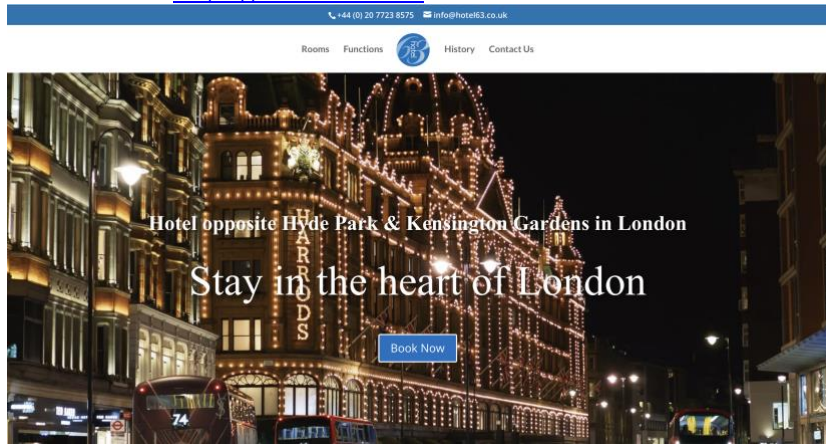 +44 (0) 20 7723 8575 info@hotel63.co.uk
Rooms Functions 63 History Contact Us
Hotel opposite Hyde Park & Kensington Gardens in London
HARRODS
Stay in the heart of London
Book Now
74